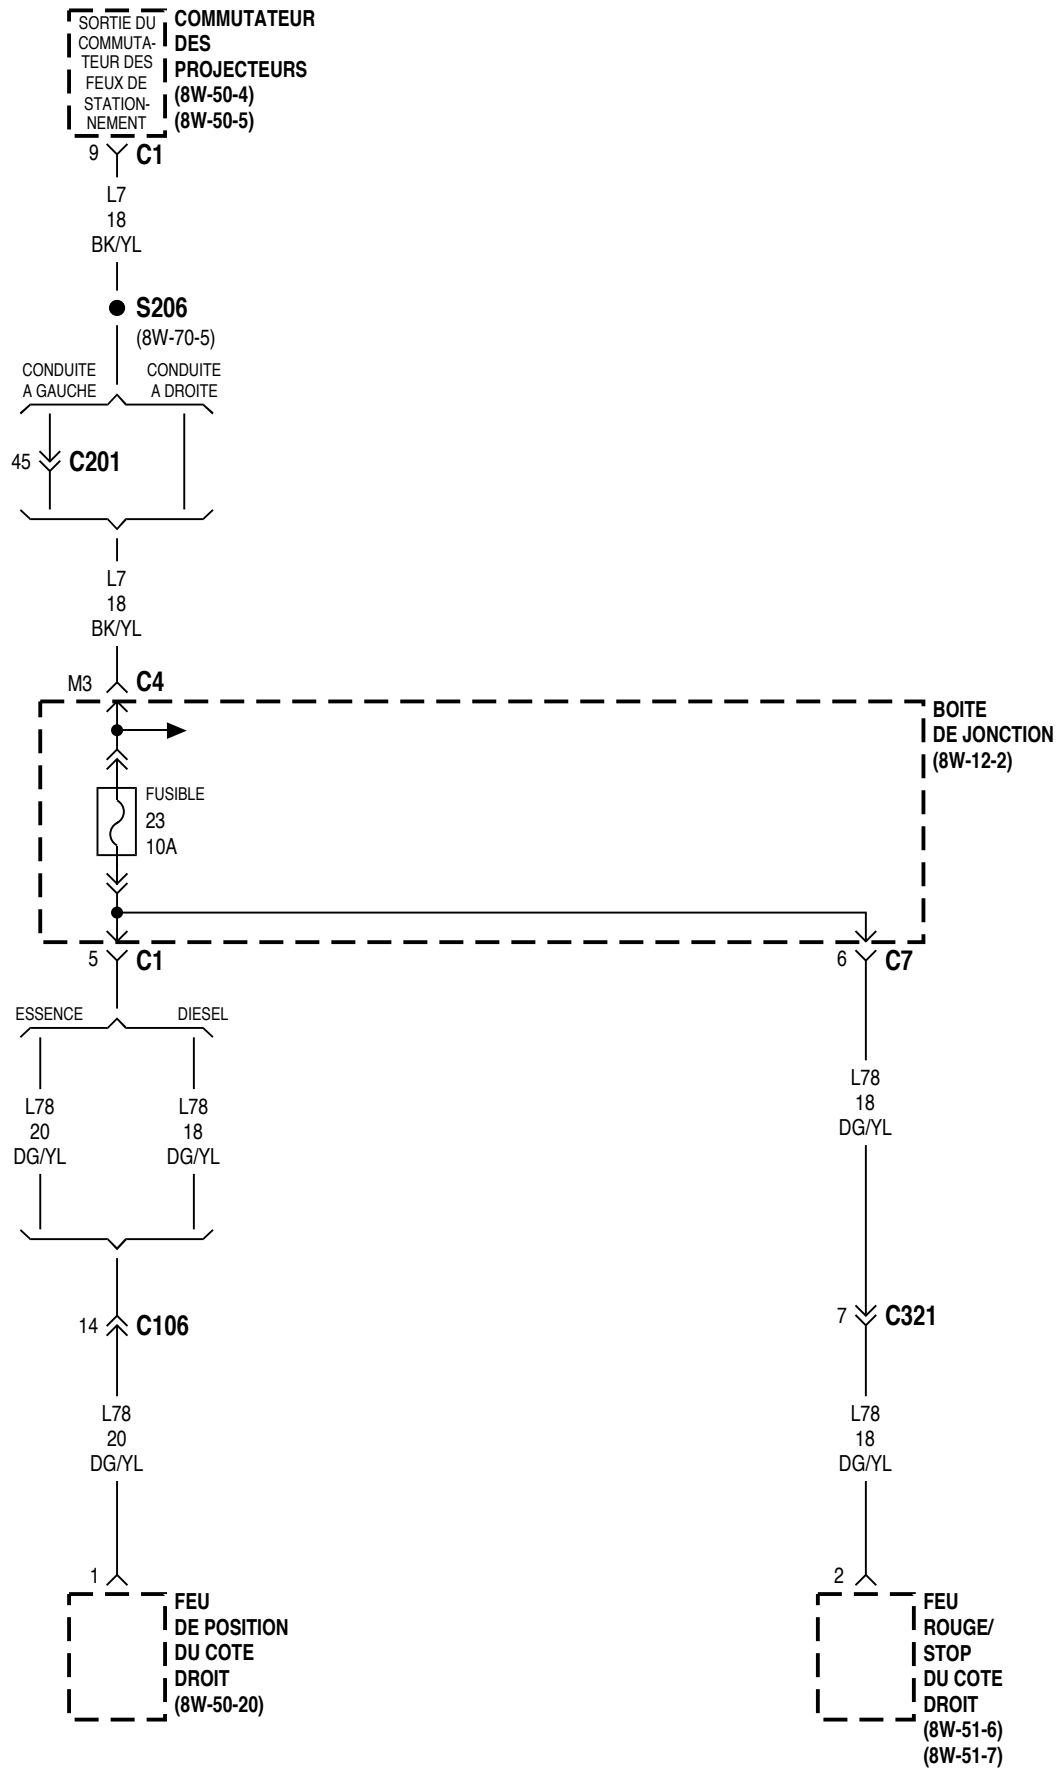 SORTIE DU
COMMUTA-
TEUR DES
FEUX DE
STATION-
NEMENT
COMMUTATEUR
DES
PROJECTEURS
(8W-50-4)
(8W-50-5)
9 C1
L7
18
BK/YL
S206
(8W-70-5)
CONDUITE
A GAUCHE
CONDUITE
A DROITE
45 C201
L7
18
BK/YL
M3 C4
BOITE
DE JONCTION
(8W-12-2)
FUSIBLE
23
10A
5 C1
6 C7
ESSENCE
DIESEL
L78
20
DG/YL
L78
18
DG/YL
L78
18
DG/YL
14 C106
7 C321
L78
20
DG/YL
L78
18
DG/YL
1
FEU
DE POSITION
DU COTE
DROIT
(8W-50-20)
2
FEU
ROUGE/
STOP
DU COTE
DROIT
(8W-51-6)
(8W-51-7)